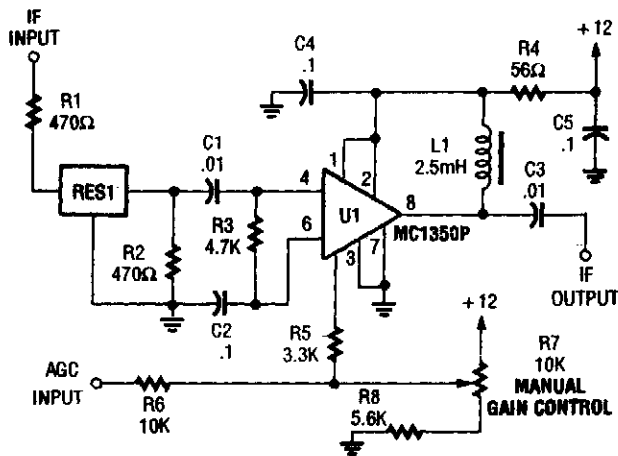 IF
INPUT
R1
470Ω
RES1
C1
.01
R2
470Ω
C2
.1
R3
4.7K
C4
.1
4
6
1
2
U1
3
7
8
MC1350P
L1
2.5mH
R4
56Ω
+12
C5
.1
C3
.01
IF
OUTPUT
R5
3.3K
AGC
INPUT
R6
10K
R8
5.6K
+12
R7
10K
MANUAL
GAIN CONTROL